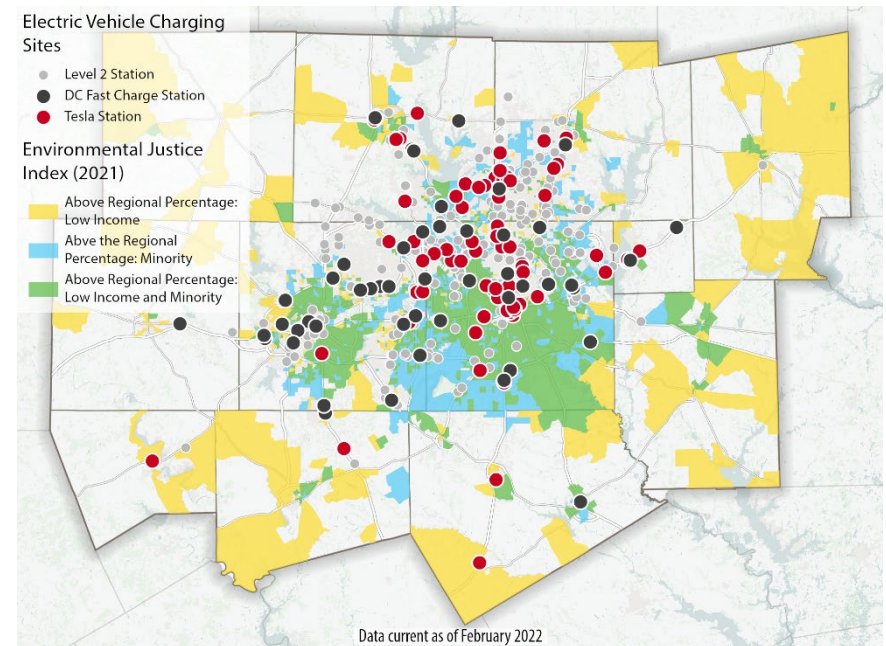 Electric Vehicle Charging
Sites
Level 2 Station
DC Fast Charge Station
Tesla Station
Environmental Justice
Index (2021)
Above Regional Percentage:
Low Income
Abve the Regional
Percentage: Minority
Above Regional Percentage:
Low Income and Minority
Data current as of February 2022